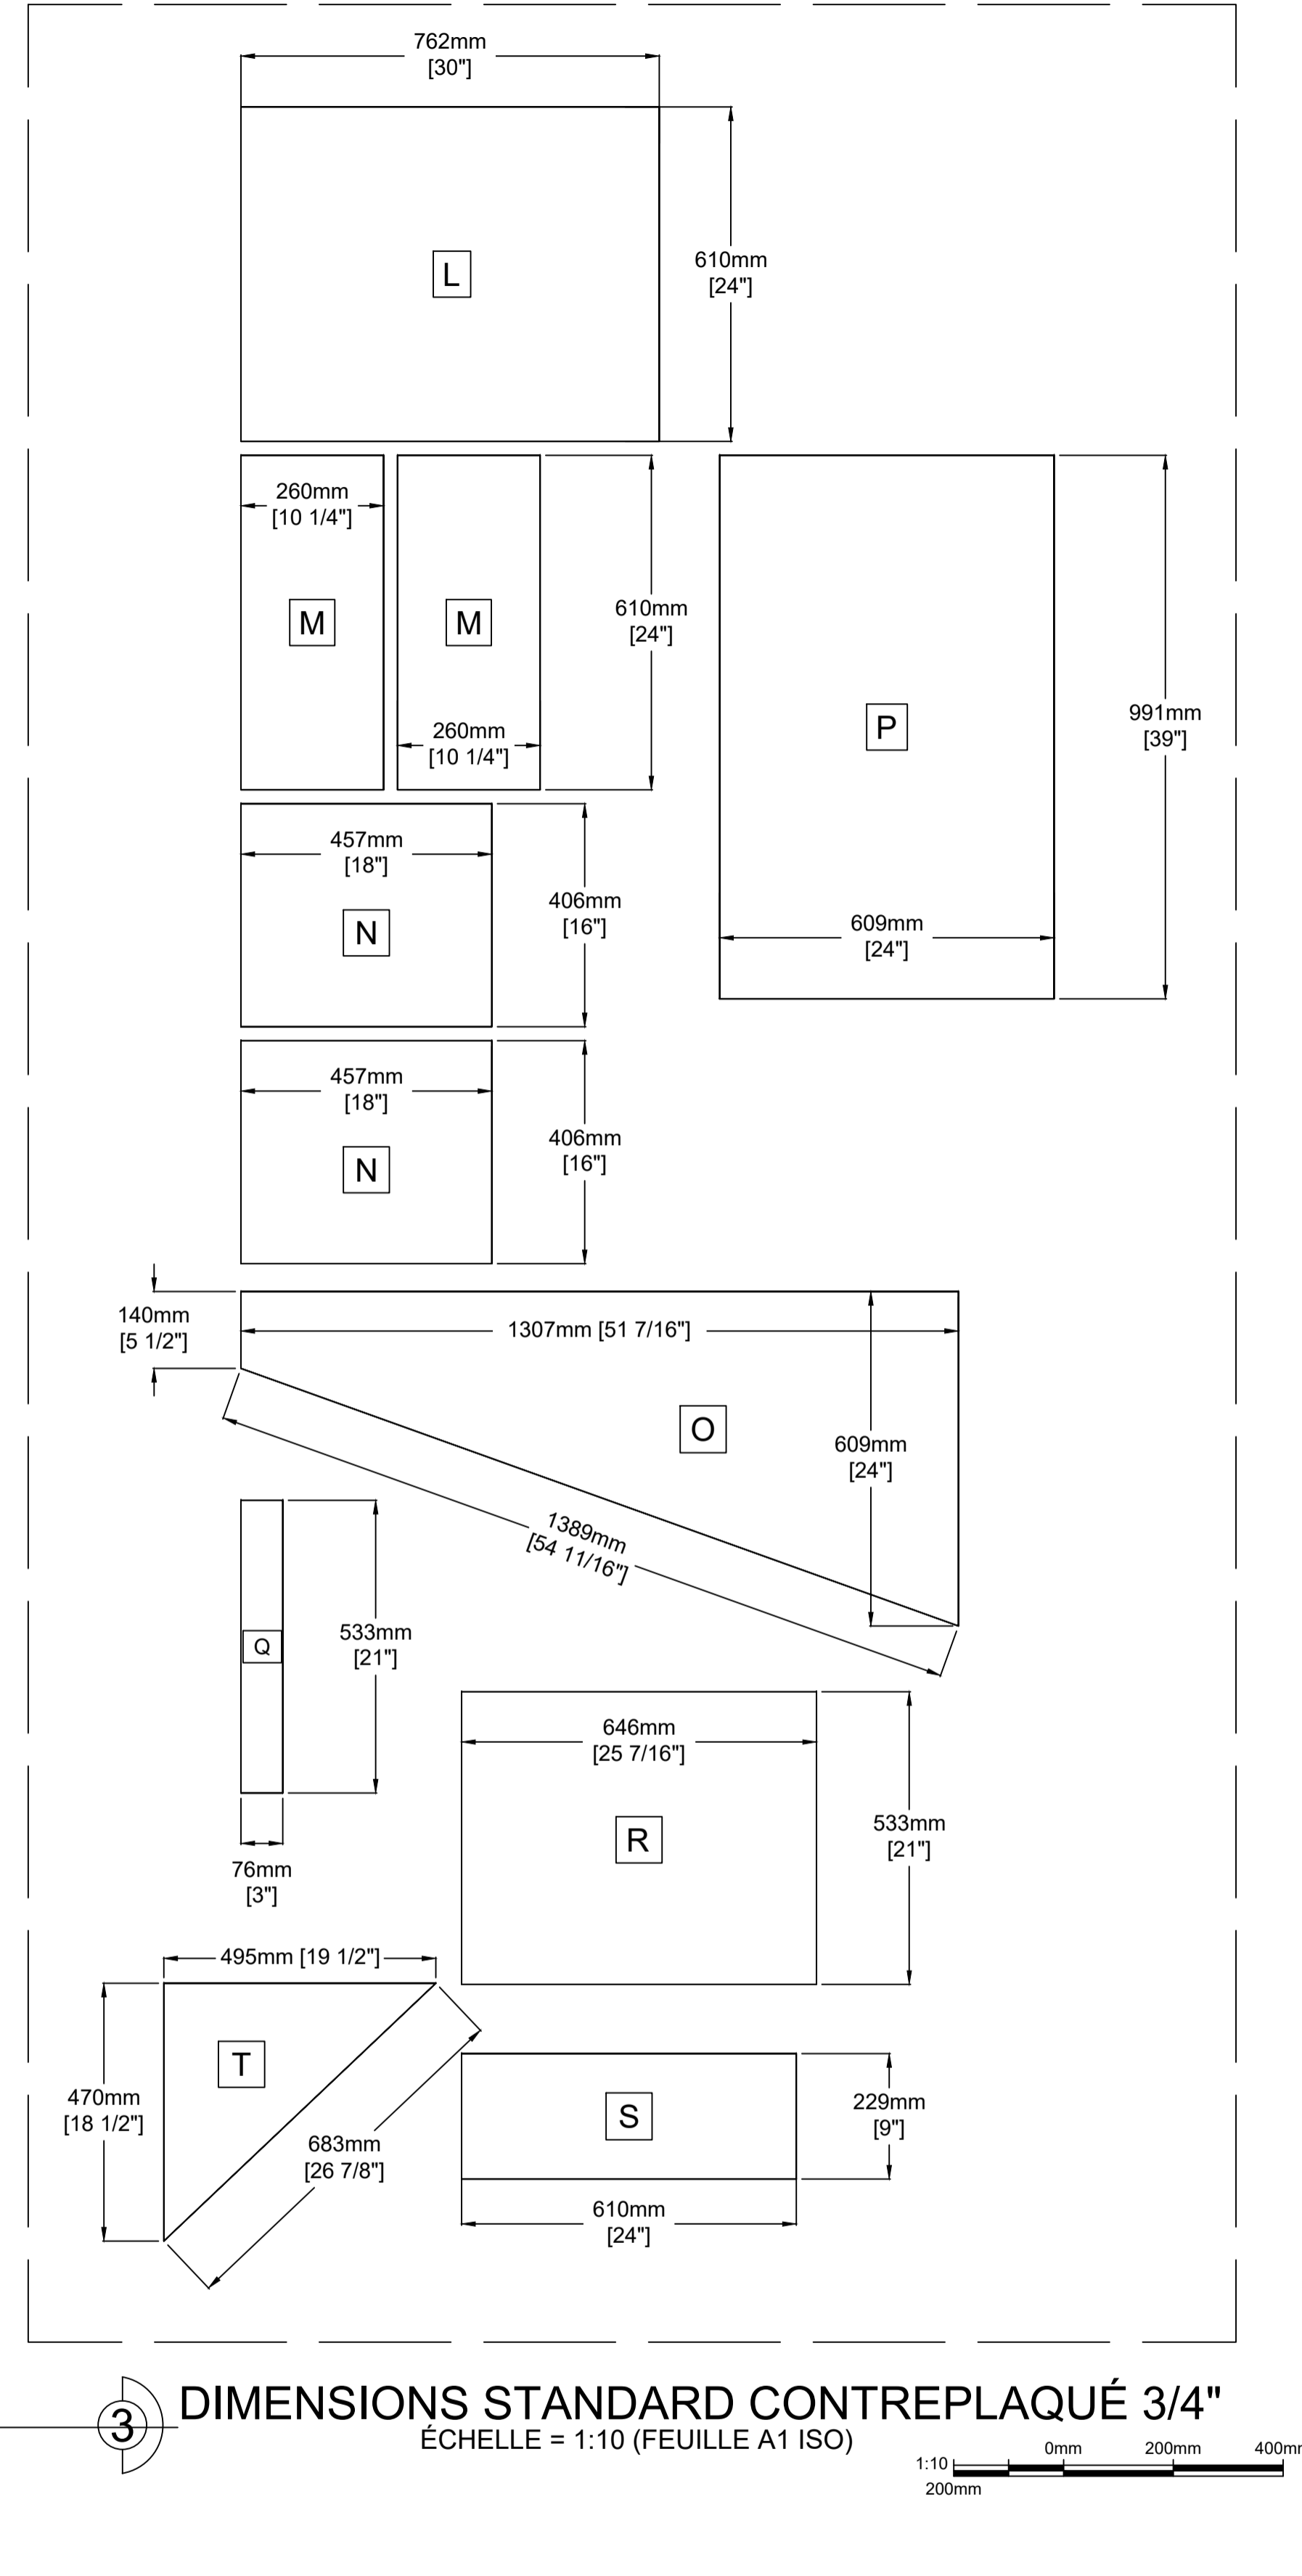 762mm
[30"]
L
610mm
[24"]
260mm
[10 1/4"]
M
M
260mm
[10 1/4"]
610mm
[24"]
P
991mm
[39"]
609mm
[24"]
457mm
[18"]
N
406mm
[16"]
457mm
[18"]
N
406mm
[16"]
140mm
[5 1/2"]
1307mm [51 7/16"]
O
609mm
[24"]
1389mm
[54 11/16"]
Q
533mm
[21"]
76mm
[3"]
646mm
[25 7/16"]
R
533mm
[21"]
495mm [19 1/2"]
T
470mm
[18 1/2"]
683mm
[26 7/8"]
S
229mm
[9"]
610mm
[24"]
3
DIMENSIONS STANDARD CONTREPLAQUÉ 3/4"
ÉCHELLE = 1:10 (FEUILLE A1 ISO)
0mm 200mm 400mm
1:10
200mm